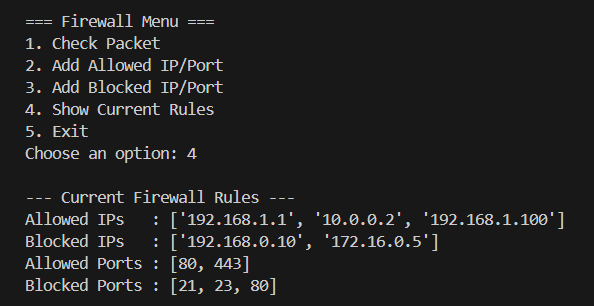 === Firewall Menu ===
1. Check Packet
2. Add Allowed IP/Port
3. Add Blocked IP/Port
4. Show Current Rules
5. Exit
Choose an option: 4

--- Current Firewall Rules ---
Allowed IPs   : ['192.168.1.1', '10.0.0.2', '192.168.1.100']
Blocked IPs   : ['192.168.0.10', '172.16.0.5']
Allowed Ports : [80, 443]
Blocked Ports : [21, 23, 80]